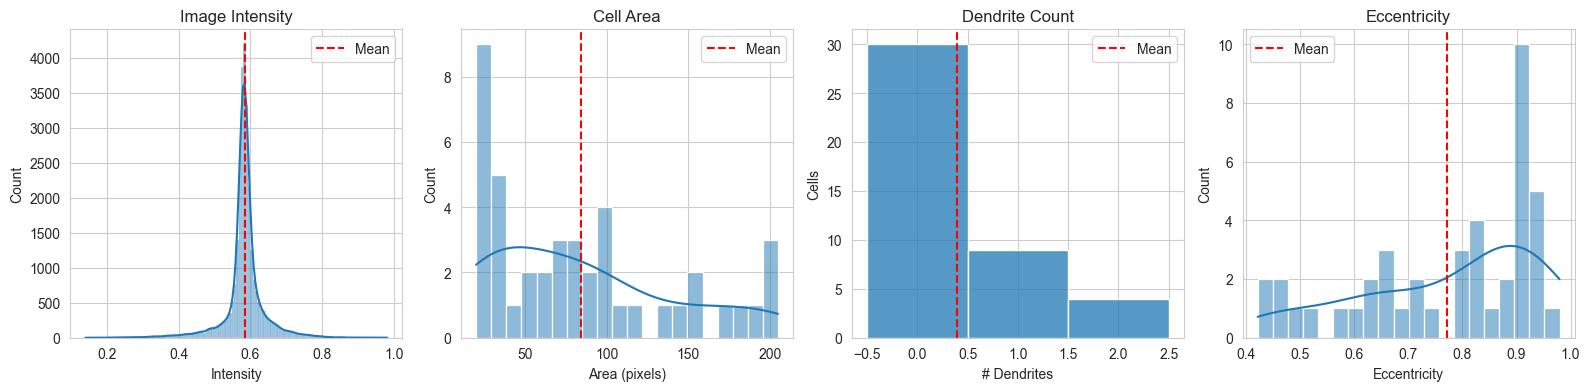 Image Intensity
Count
4000
3500
3000
2500
2000
1500
1000
500
0
Mean
0.2 0.4 0.6 0.8 1.0
Intensity
Cell Area
Count
8
6
4
2
0
Mean
50 100 150 200
Area (pixels)
Dendrite Count
Cells
30
25
20
15
10
5
0
Mean
−0.5 0.0 0.5 1.0 1.5 2.0 2.5
# Dendrites
Eccentricity
Count
10
8
6
4
2
0
Mean
0.4 0.5 0.6 0.7 0.8 0.9 1.0
Eccentricity